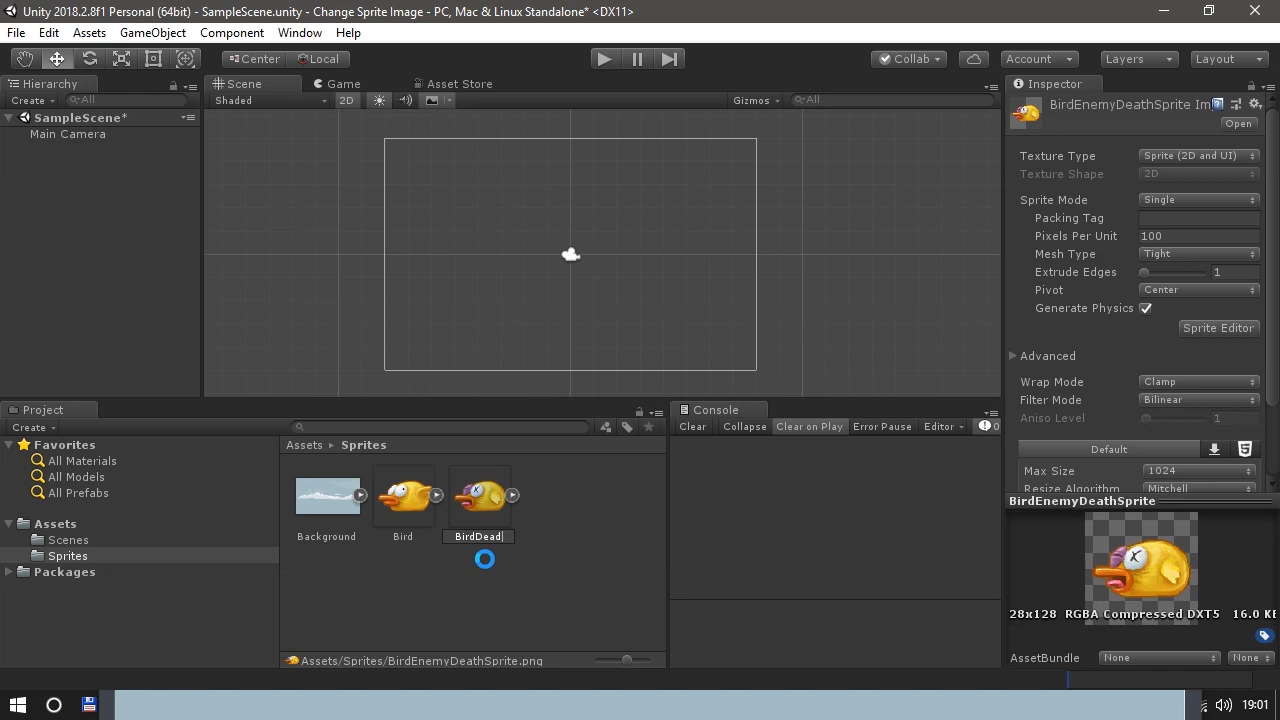 Unity 2018.2.8f1 Personal (64bit) - SampleScene.unity - Change Sprite Image - PC, Mac & Linux Standalone* <DX11>
File Edit Assets GameObject Component Window Help
Center Local Collab Account Layers Layout
Hierarchy
Create All
SampleScene*
Main Camera
Scene Game Asset Store
Shaded 2D Gizmos All
Inspector
BirdEnemyDeathSprite Im
Open
Texture Type Sprite (2D and UI)
Texture Shape 2D
Sprite Mode Single
Packing Tag
Pixels Per Unit 100
Mesh Type Tight
Extrude Edges 1
Pivot Center
Generate Physics
Sprite Editor
Advanced
Wrap Mode Clamp
Filter Mode Bilinear
Aniso Level 1
Default
Max Size 1024
Resize Algorithm Mitchell
BirdEnemyDeathSprite
28x128 RGBA Compressed DXT5 16.0 KB
AssetBundle None None
Project
Create
Favorites
All Materials
All Models
All Prefabs
Assets
Scenes
Sprites
Packages
Assets Sprites
Background Bird BirdDead
Assets/Sprites/BirdEnemyDeathSprite.png
Console
Clear Collapse Clear on Play Error Pause Editor 0
19:01